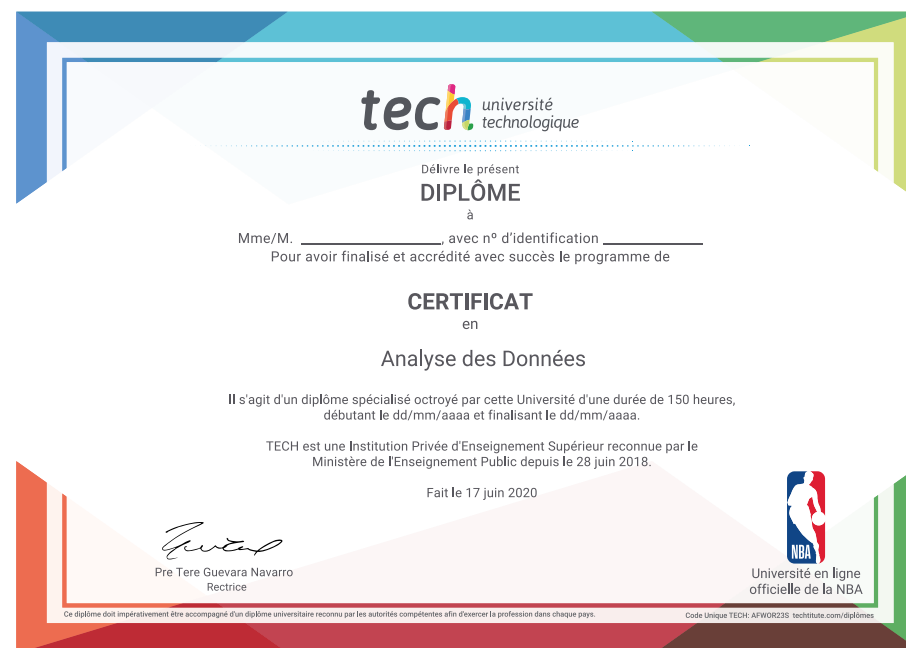 tech université
technologique
Délivre le présent
DIPLÔME
à
Mme/M. ____________________, avec nº d'identification ______________
Pour avoir finalisé et accrédité avec succès le programme de
CERTIFICAT
en
Analyse des Données
Il s'agit d'un diplôme spécialisé octroyé par cette Université d'une durée de 150 heures,
débutant le dd/mm/aaaa et finalisant le dd/mm/aaaa.
TECH est une Institution Privée d'Enseignement Supérieur reconnue par le
Ministère de l'Enseignement Public depuis le 28 juin 2018.
Fait le 17 juin 2020
Pre Tere Guevara Navarro
Rectrice
NBA
Université en ligne
officielle de la NBA
Ce diplôme doit impérativement être accompagné d'un diplôme universitaire reconnu par les autorités compétentes afin d'exercer la profession dans chaque pays.
Code Unique TECH: AFWOR23S techtitute.com/diplômes